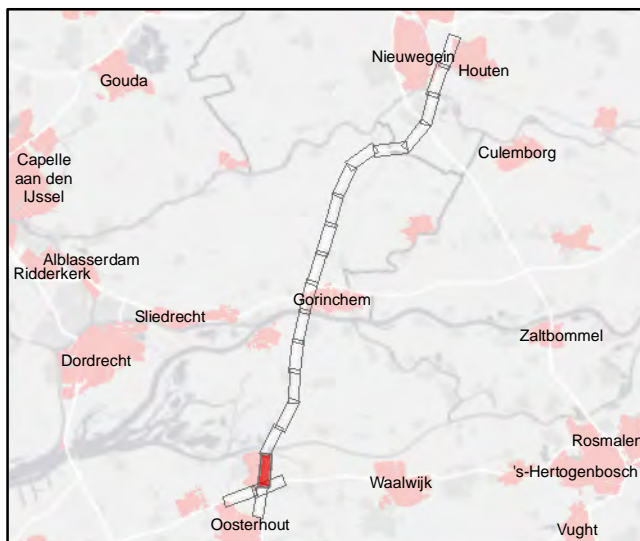 Nieuwegein
Houten
Gouda
Culemborg
Capelle
aan den
IJssel
Alblasserdam
Ridderkerk
Gorinchem
Sliedrecht
Zaltbommel
Dordrecht
Rosmalen
's-Hertogenbosch
Waalwijk
Oosterhout
Vught